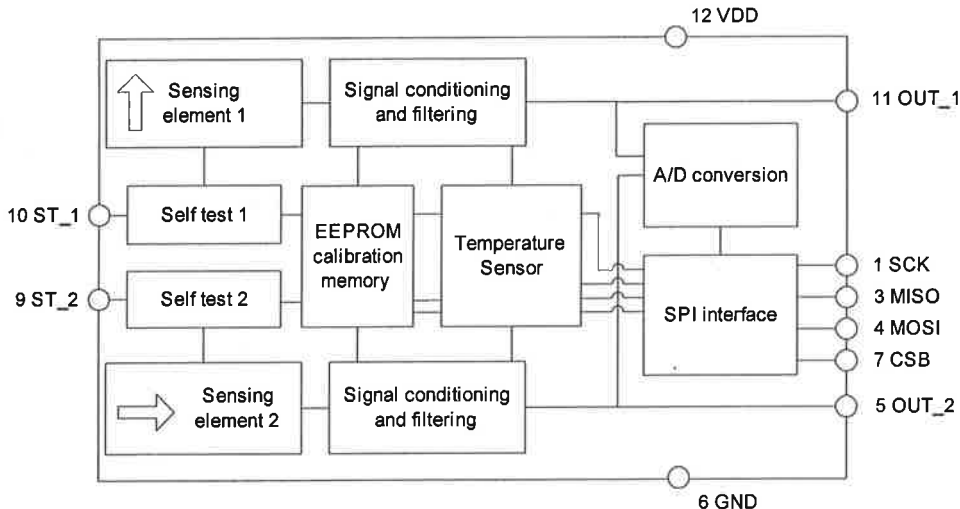 12 VDD
Sensing
element 1
Signal conditioning
and filtering
11 OUT_1
A/D conversion
10 ST_1
Self test 1
EEPROM
calibration
memory
Temperature
Sensor
9 ST_2
Self test 2
SPI interface
1 SCK
3 MISO
4 MOSI
7 CSB
Sensing
element 2
Signal conditioning
and filtering
5 OUT_2
6 GND